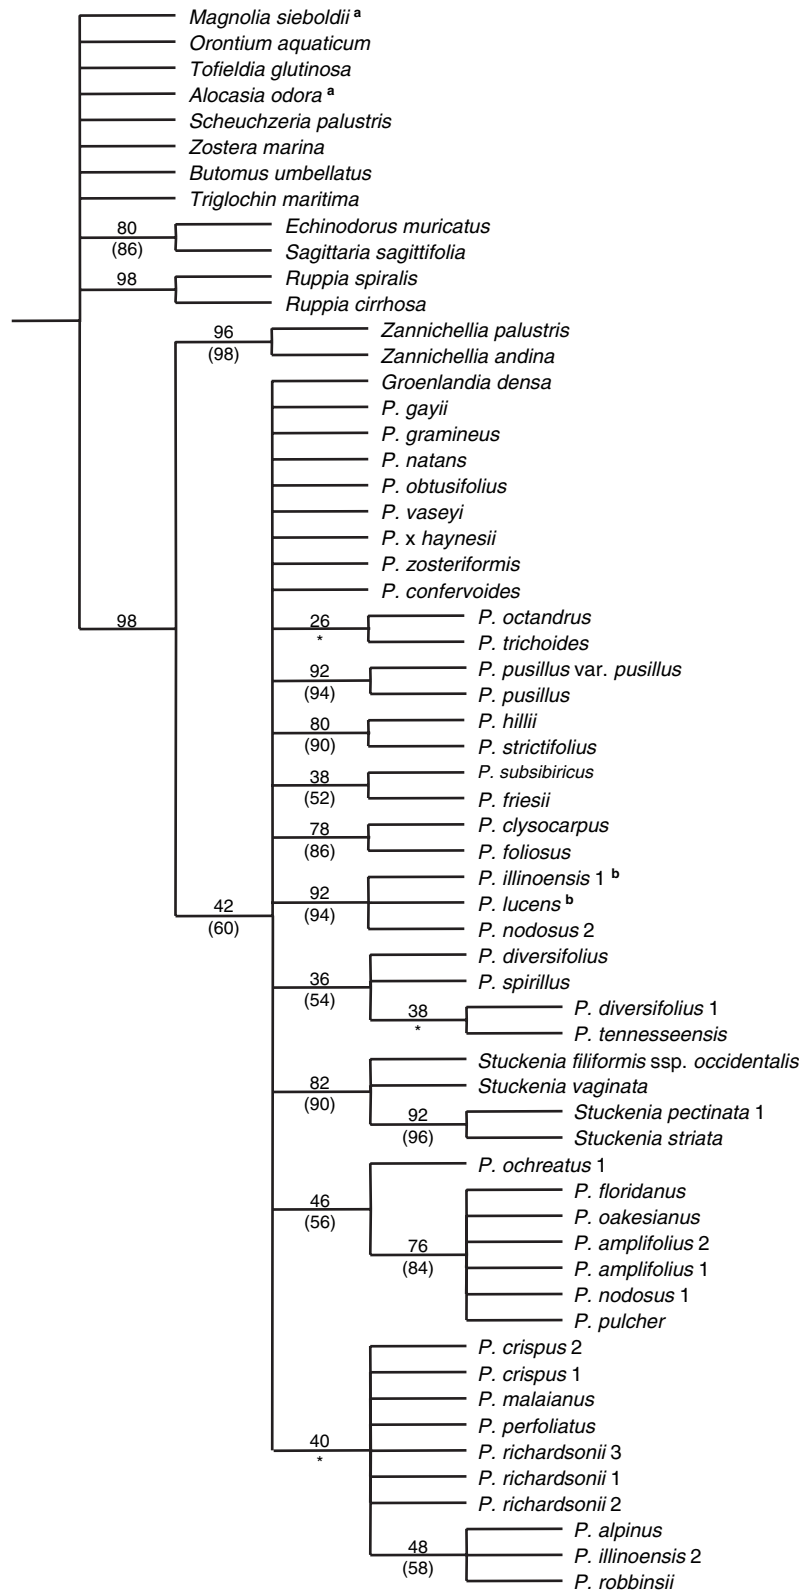 Magnolia sieboldii a
Orontium aquaticum
Tofieldia glutinosa
Alocasia odora a
Scheuchzeria palustris
Zostera marina
Butomus umbellatus
Triglochin maritima
80
(86)
Echinodorus muricatus
Sagittaria sagittifolia
98
Ruppia spiralis
Ruppia cirrhosa
96
(98)
Zannichellia palustris
Zannichellia andina
Groenlandia densa
P. gayii
P. gramineus
P. natans
P. obtusifolius
P. vaseyi
P. x haynesii
P. zosteriformis
P. confervoides
98
26
*
P. octandrus
P. trichoides
92
(94)
P. pusillus var. pusillus
P. pusillus
80
(90)
P. hillii
P. strictifolius
38
(52)
P. subsibiricus
P. friesii
78
(86)
P. clysocarpus
P. foliosus
42
(60)
92
(94)
P. illinoensis 1 b
P. lucens b
P. nodosus 2
36
(54)
P. diversifolius
P. spirillus
38
*
P. diversifolius 1
P. tennesseensis
82
(90)
Stuckenia filiformis ssp. occidentalis
Stuckenia vaginata
92
(96)
Stuckenia pectinata 1
Stuckenia striata
46
(56)
P. ochreatus 1
76
(84)
P. floridanus
P. oakesianus
P. amplifolius 2
P. amplifolius 1
P. nodosus 1
P. pulcher
40
*
P. crispus 2
P. crispus 1
P. malaianus
P. perfoliatus
P. richardsonii 3
P. richardsonii 1
P. richardsonii 2
48
(58)
P. alpinus
P. illinoensis 2
P. robbinsii